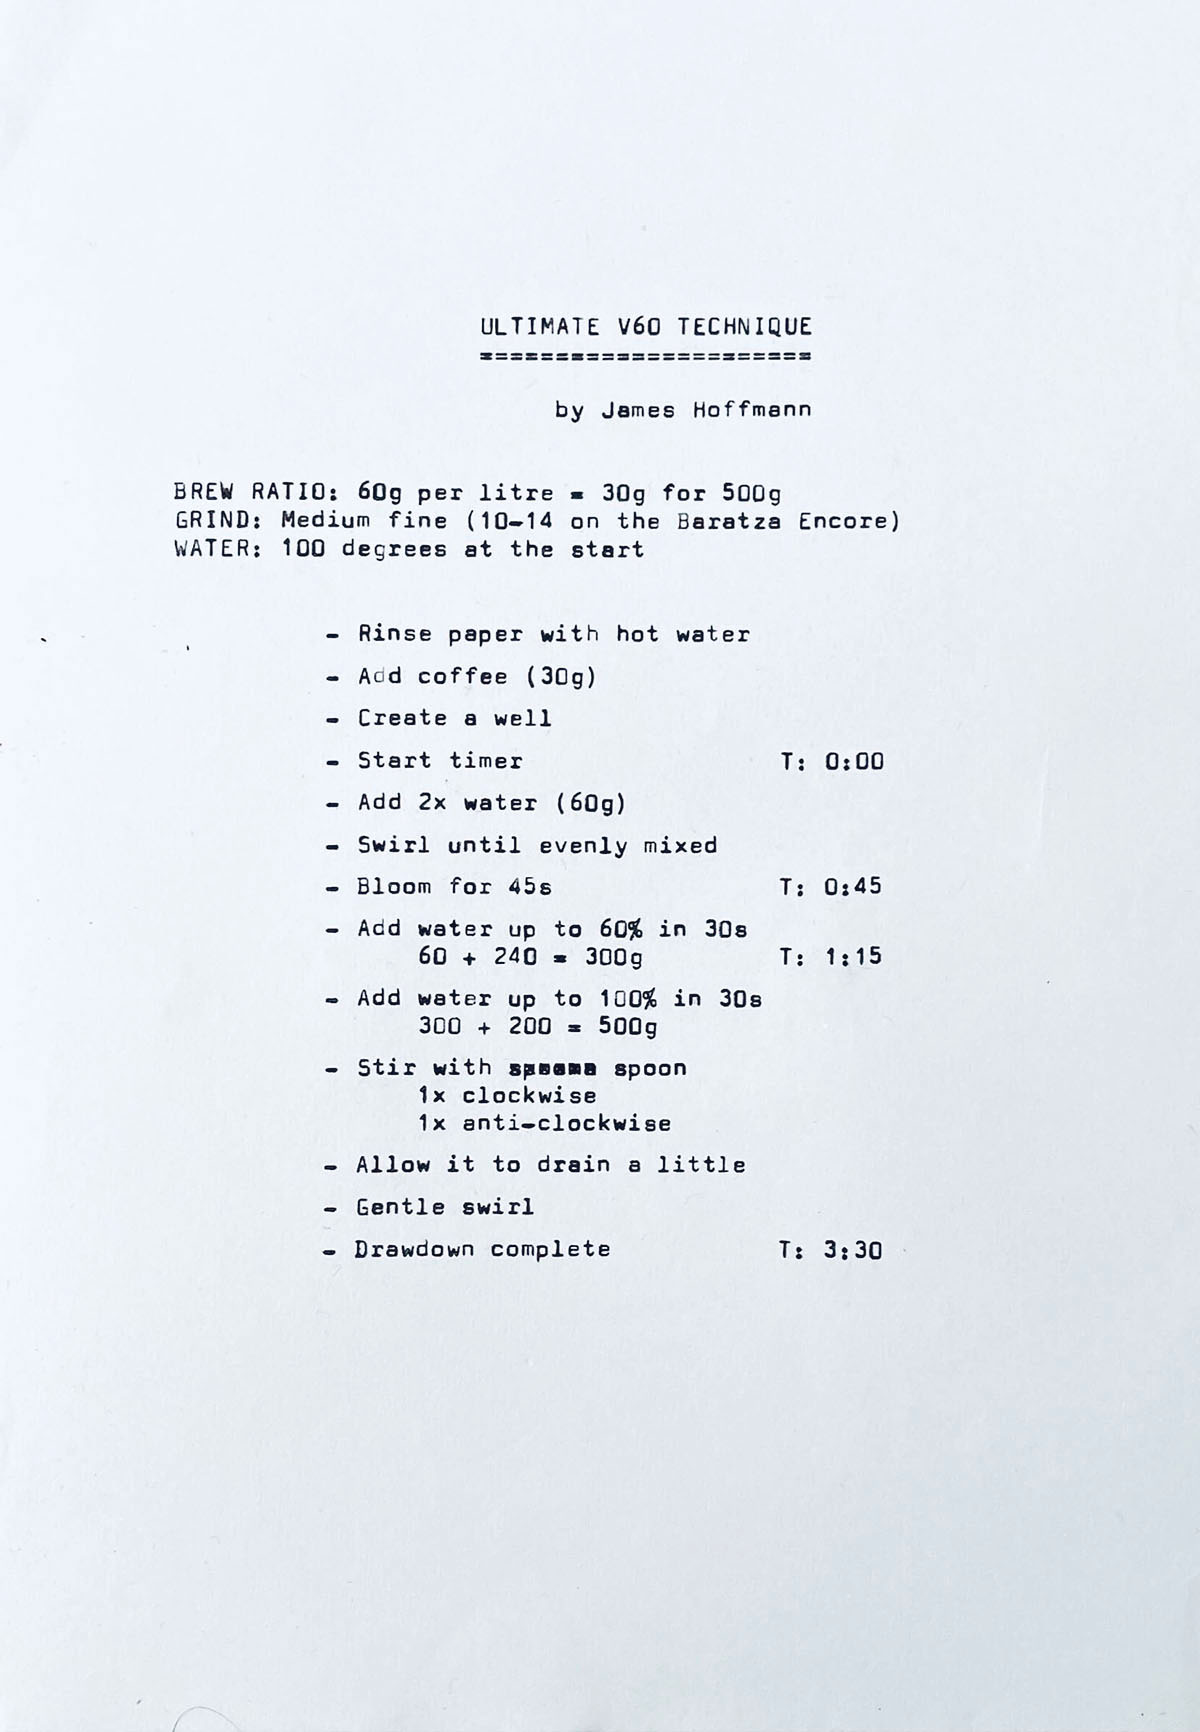 ULTIMATE V60 TECHNIQUE
======================
by James Hoffmann
BREW RATIO: 60g per litre = 30g for 500g
GRIND: Medium fine (10-14 on the Baratza Encore)
WATER: 100 degrees at the start
- Rinse paper with hot water
- Add coffee (30g)
- Create a well
- Start timer T: 0:00
- Add 2x water (60g)
- Swirl until evenly mixed
- Bloom for 45s T: 0:45
- Add water up to 60% in 30s
60 + 240 = 300g T: 1:15
- Add water up to 100% in 30s
300 + 200 = 500g
- Stir with spoon
1x clockwise
1x anti-clockwise
- Allow it to drain a little
- Gentle swirl
- Drawdown complete T: 3:30